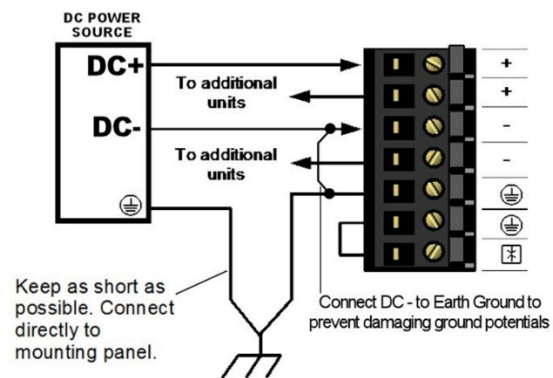 DC POWER
SOURCE
DC+
To additional
units
DC-
To additional
units
+
+
-
-
Keep as short as
possible. Connect
directly to
mounting panel.
Connect DC - to Earth Ground to
prevent damaging ground potentials